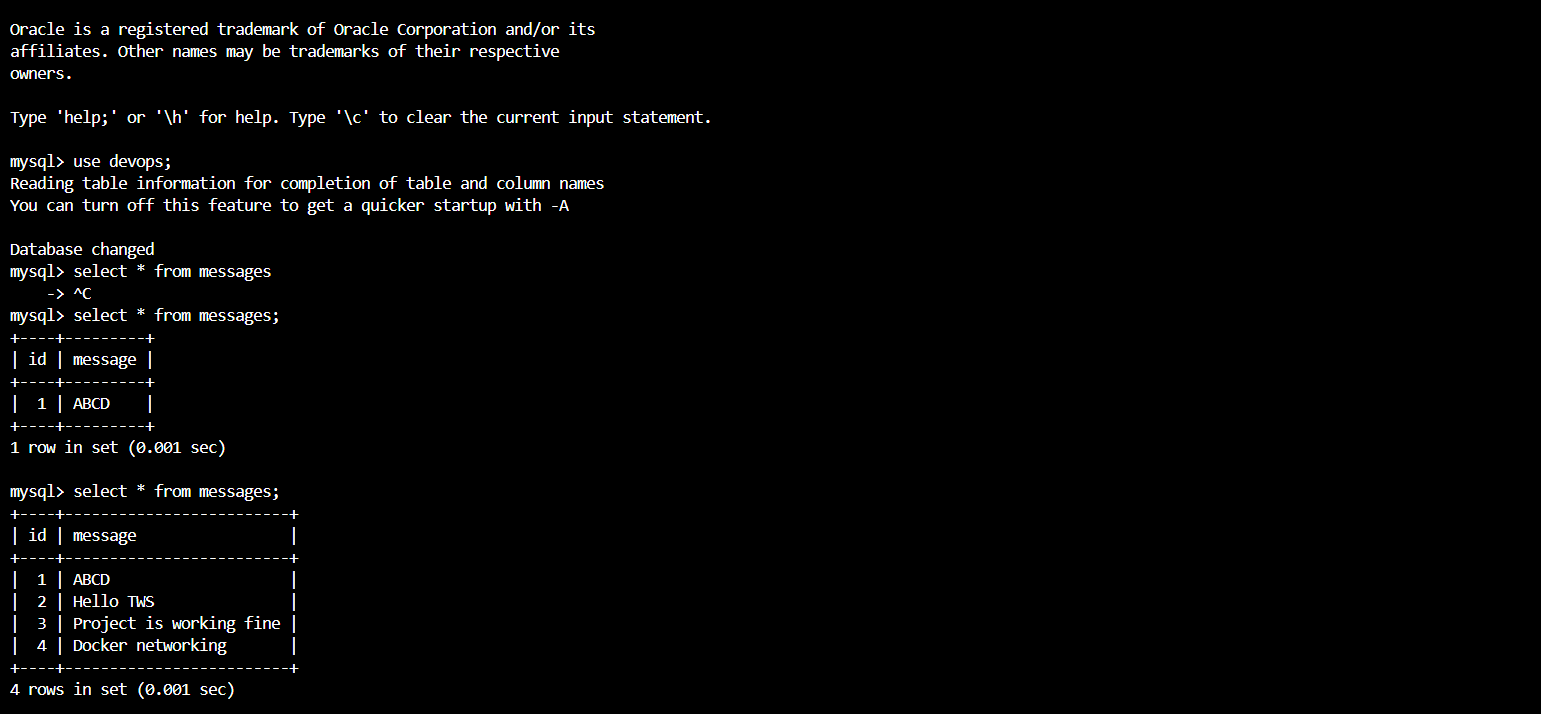 Oracle is a registered trademark of Oracle Corporation and/or its
affiliates. Other names may be trademarks of their respective
owners.

Type 'help;' or '\h' for help. Type '\c' to clear the current input statement.

mysql> use devops;
Reading table information for completion of table and column names
You can turn off this feature to get a quicker startup with -A

Database changed
mysql> select * from messages
    -> ^C
mysql> select * from messages;
+----+---------+
| id | message |
+----+---------+
|  1 | ABCD    |
+----+---------+
1 row in set (0.001 sec)

mysql> select * from messages;
+----+-------------------------+
| id | message                 |
+----+-------------------------+
|  1 | ABCD                    |
|  2 | Hello TWS               |
|  3 | Project is working fine |
|  4 | Docker networking       |
+----+-------------------------+
4 rows in set (0.001 sec)